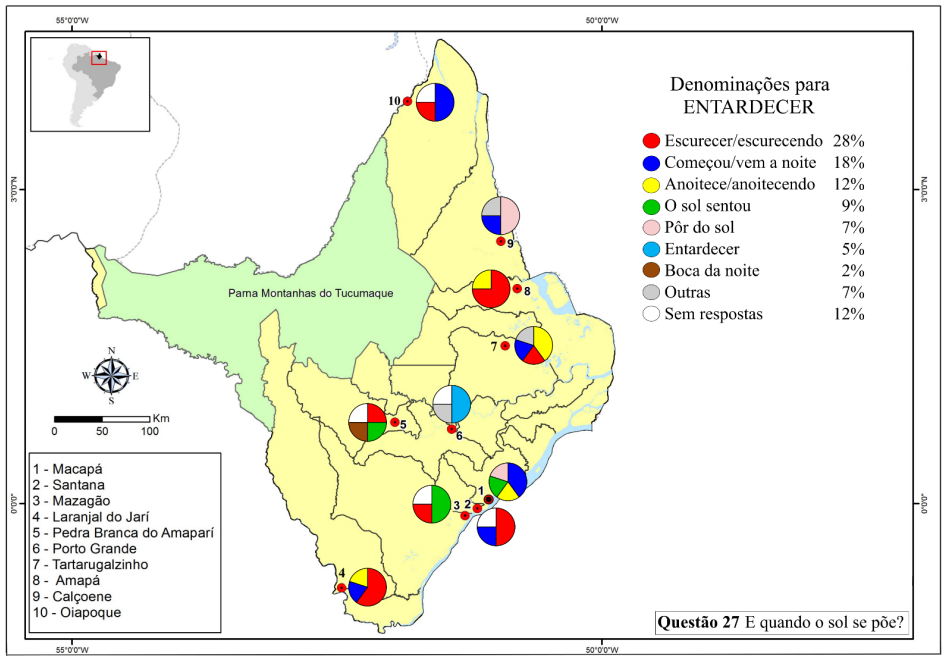 55°0'0"W
50°0'0"W
Denominações para
ENTARDECER
Escurecer/escurecendo 28%
Começou/vem a noite 18%
Anoitece/anoitecendo 12%
O sol sentou 9%
Pôr do sol 7%
Entardecer 5%
Boca da noite 2%
Outras 7%
Sem respostas 12%
10
3°0'0"N
3°0'0"N
9
8
Parna Montanhas do Tucumaque
7
N
W E
S
Km
0 50 100
5
6
1
2
3
0°0'0"
0°0'0"
4
1 - Macapá
2 - Santana
3 - Mazagão
4 - Laranjal do Jarí
5 - Pedra Branca do Amaparí
6 - Porto Grande
7 - Tartarugalzinho
8 - Amapá
9 - Calçoene
10 - Oiapoque
Questão 27 E quando o sol se põe?
55°0'0"W
50°0'0"W